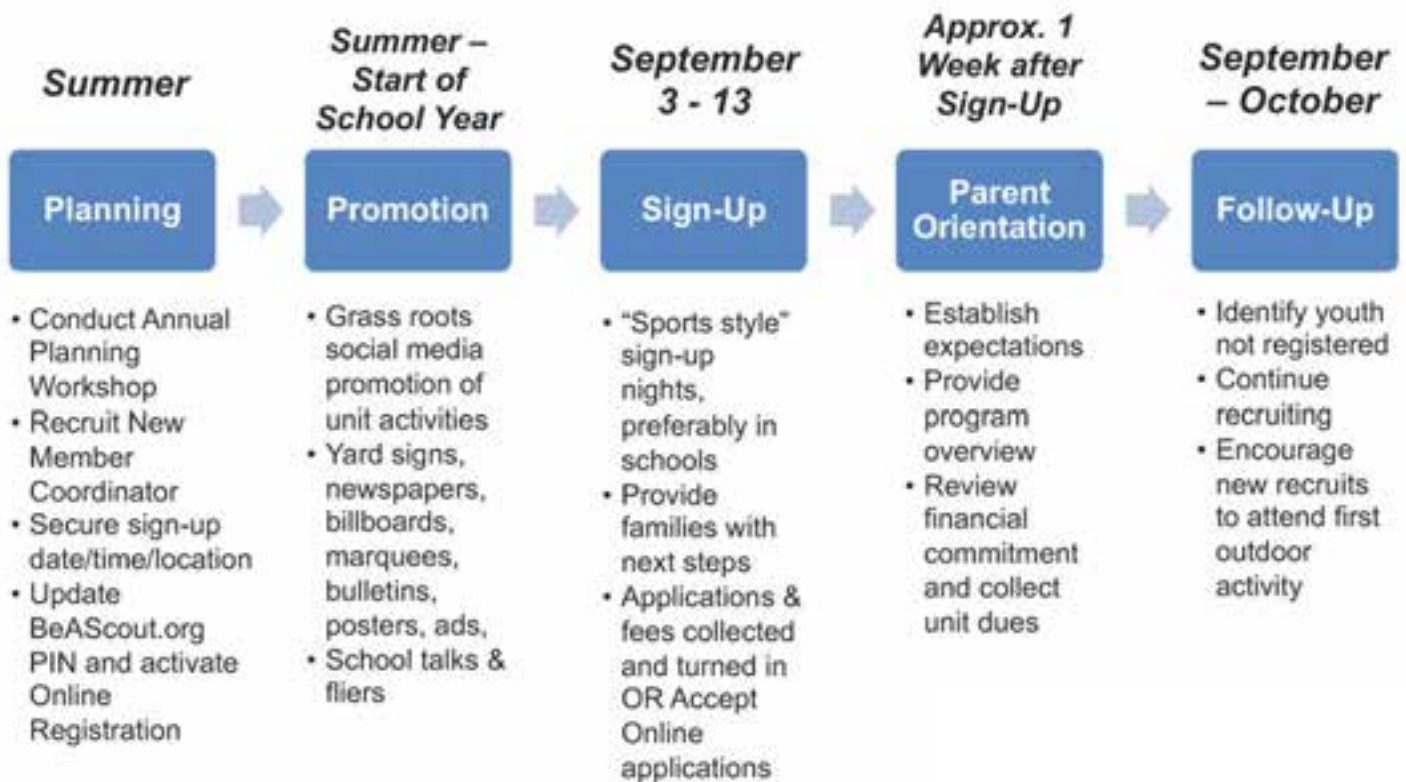 Summer
Summer –
Start of
School Year
September
3 - 13
Approx. 1
Week after
Sign-Up
September
– October
Planning
Promotion
Sign-Up
Parent
Orientation
Follow-Up
• Conduct Annual
Planning
Workshop
• Recruit New
Member
Coordinator
• Secure sign-up
date/time/location
• Update
BeAScout.org
PIN and activate
Online
Registration
• Grass roots
social media
promotion of
unit activities
• Yard signs,
newspapers,
billboards,
marquees,
bulletins,
posters, ads,
• School talks &
fliers
• "Sports style"
sign-up
nights,
preferably in
schools
• Provide
families with
next steps
• Applications &
fees collected
and turned in
OR Accept
Online
applications
• Establish
expectations
• Provide
program
overview
• Review
financial
commitment
and collect
unit dues
• Identify youth
not registered
• Continue
recruiting
• Encourage
new recruits
to attend first
outdoor
activity